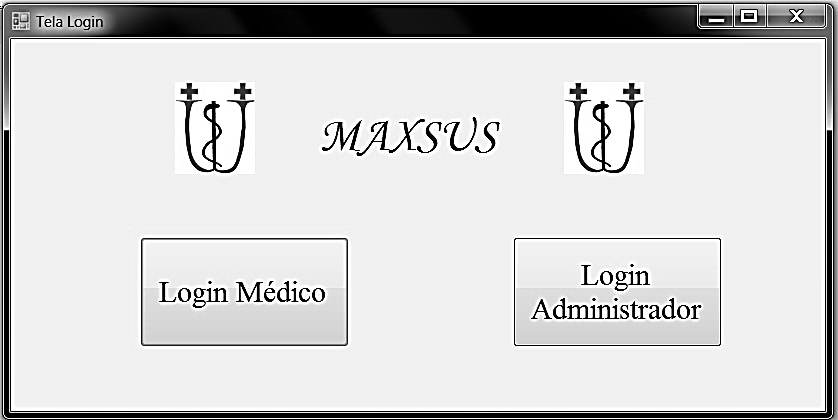 Tela Login
MAXSUS
Login Médico
Login
Administrador